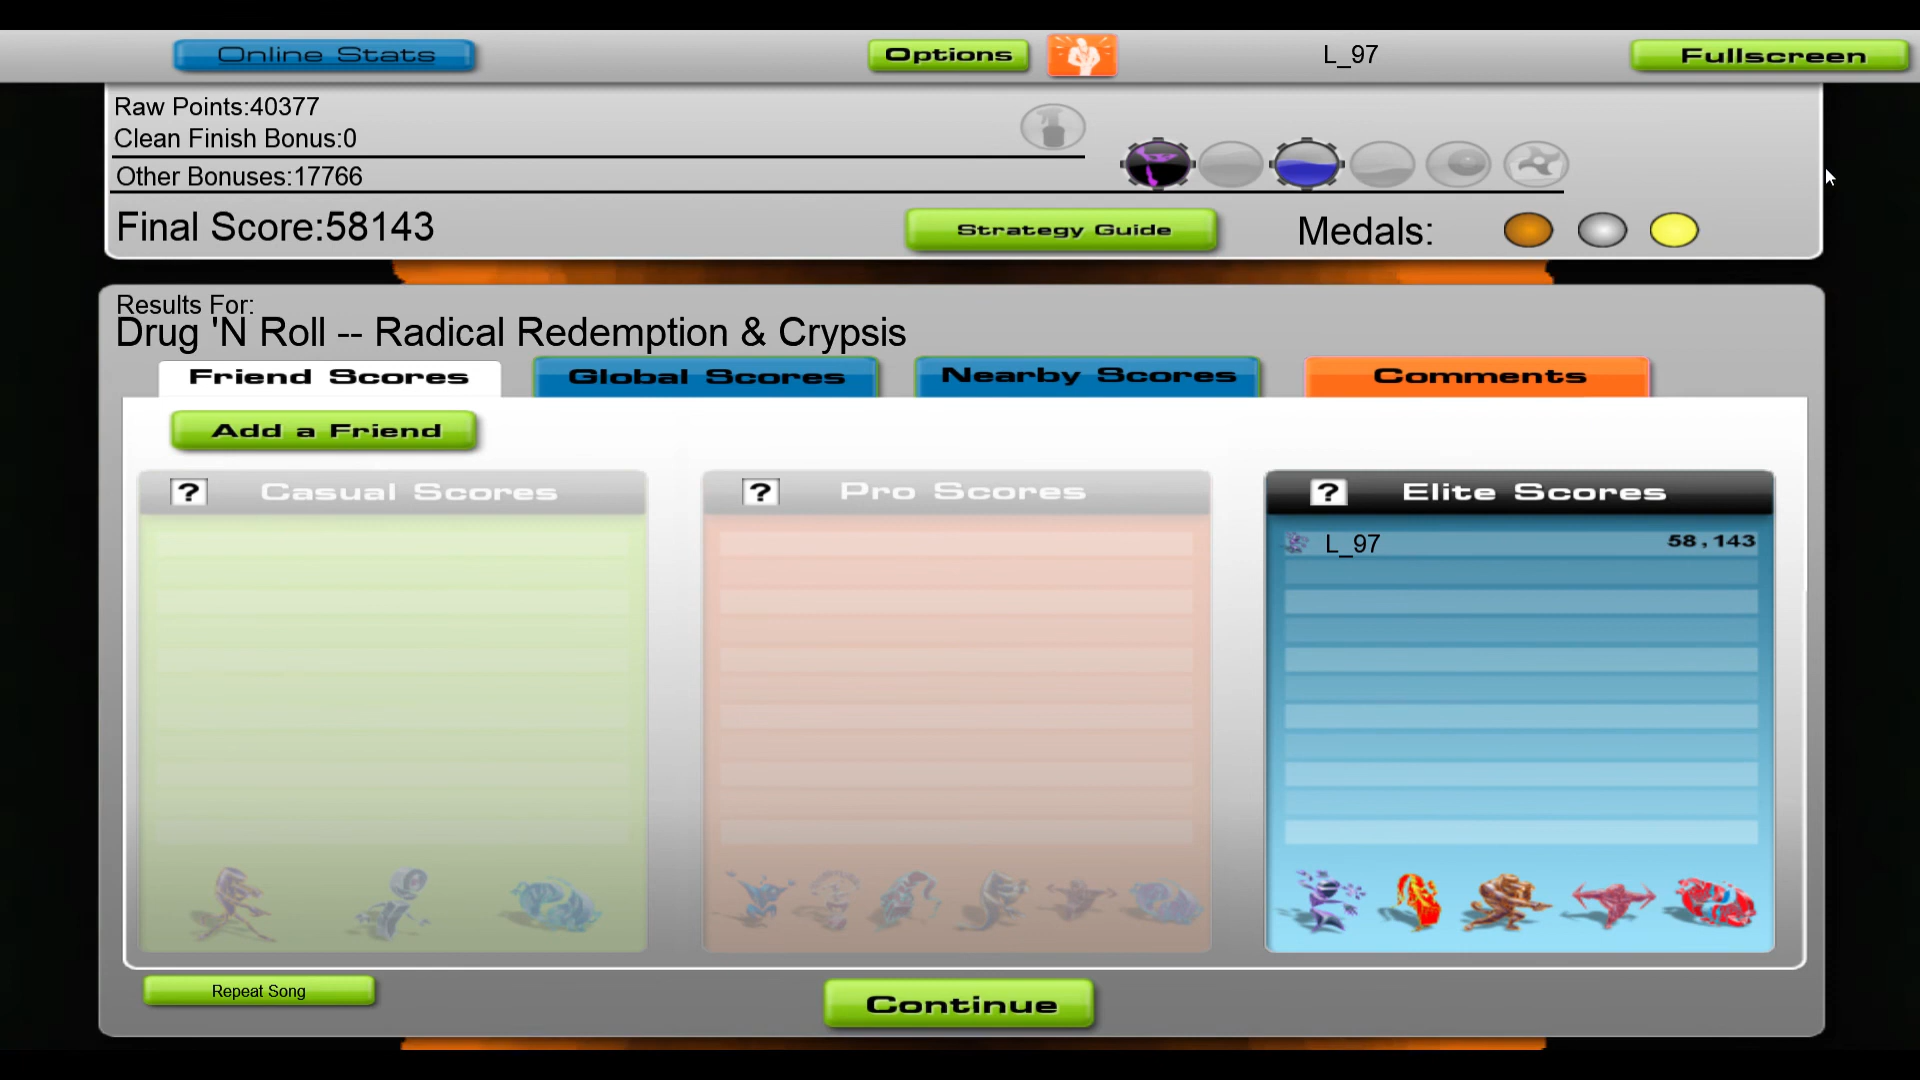 Online Stats
Options
L_97
Fullscreen
Raw Points:40377
Clean Finish Bonus:0
Other Bonuses:17766
Final Score:58143
Strategy Guide
Medals:
Results For:
Drug 'N Roll -- Radical Redemption & Crypsis
Friend Scores
Global Scores
Nearby Scores
Comments
Add a Friend
? Casual Scores
? Pro Scores
? Elite Scores
L_97 58,143
Repeat Song
Continue